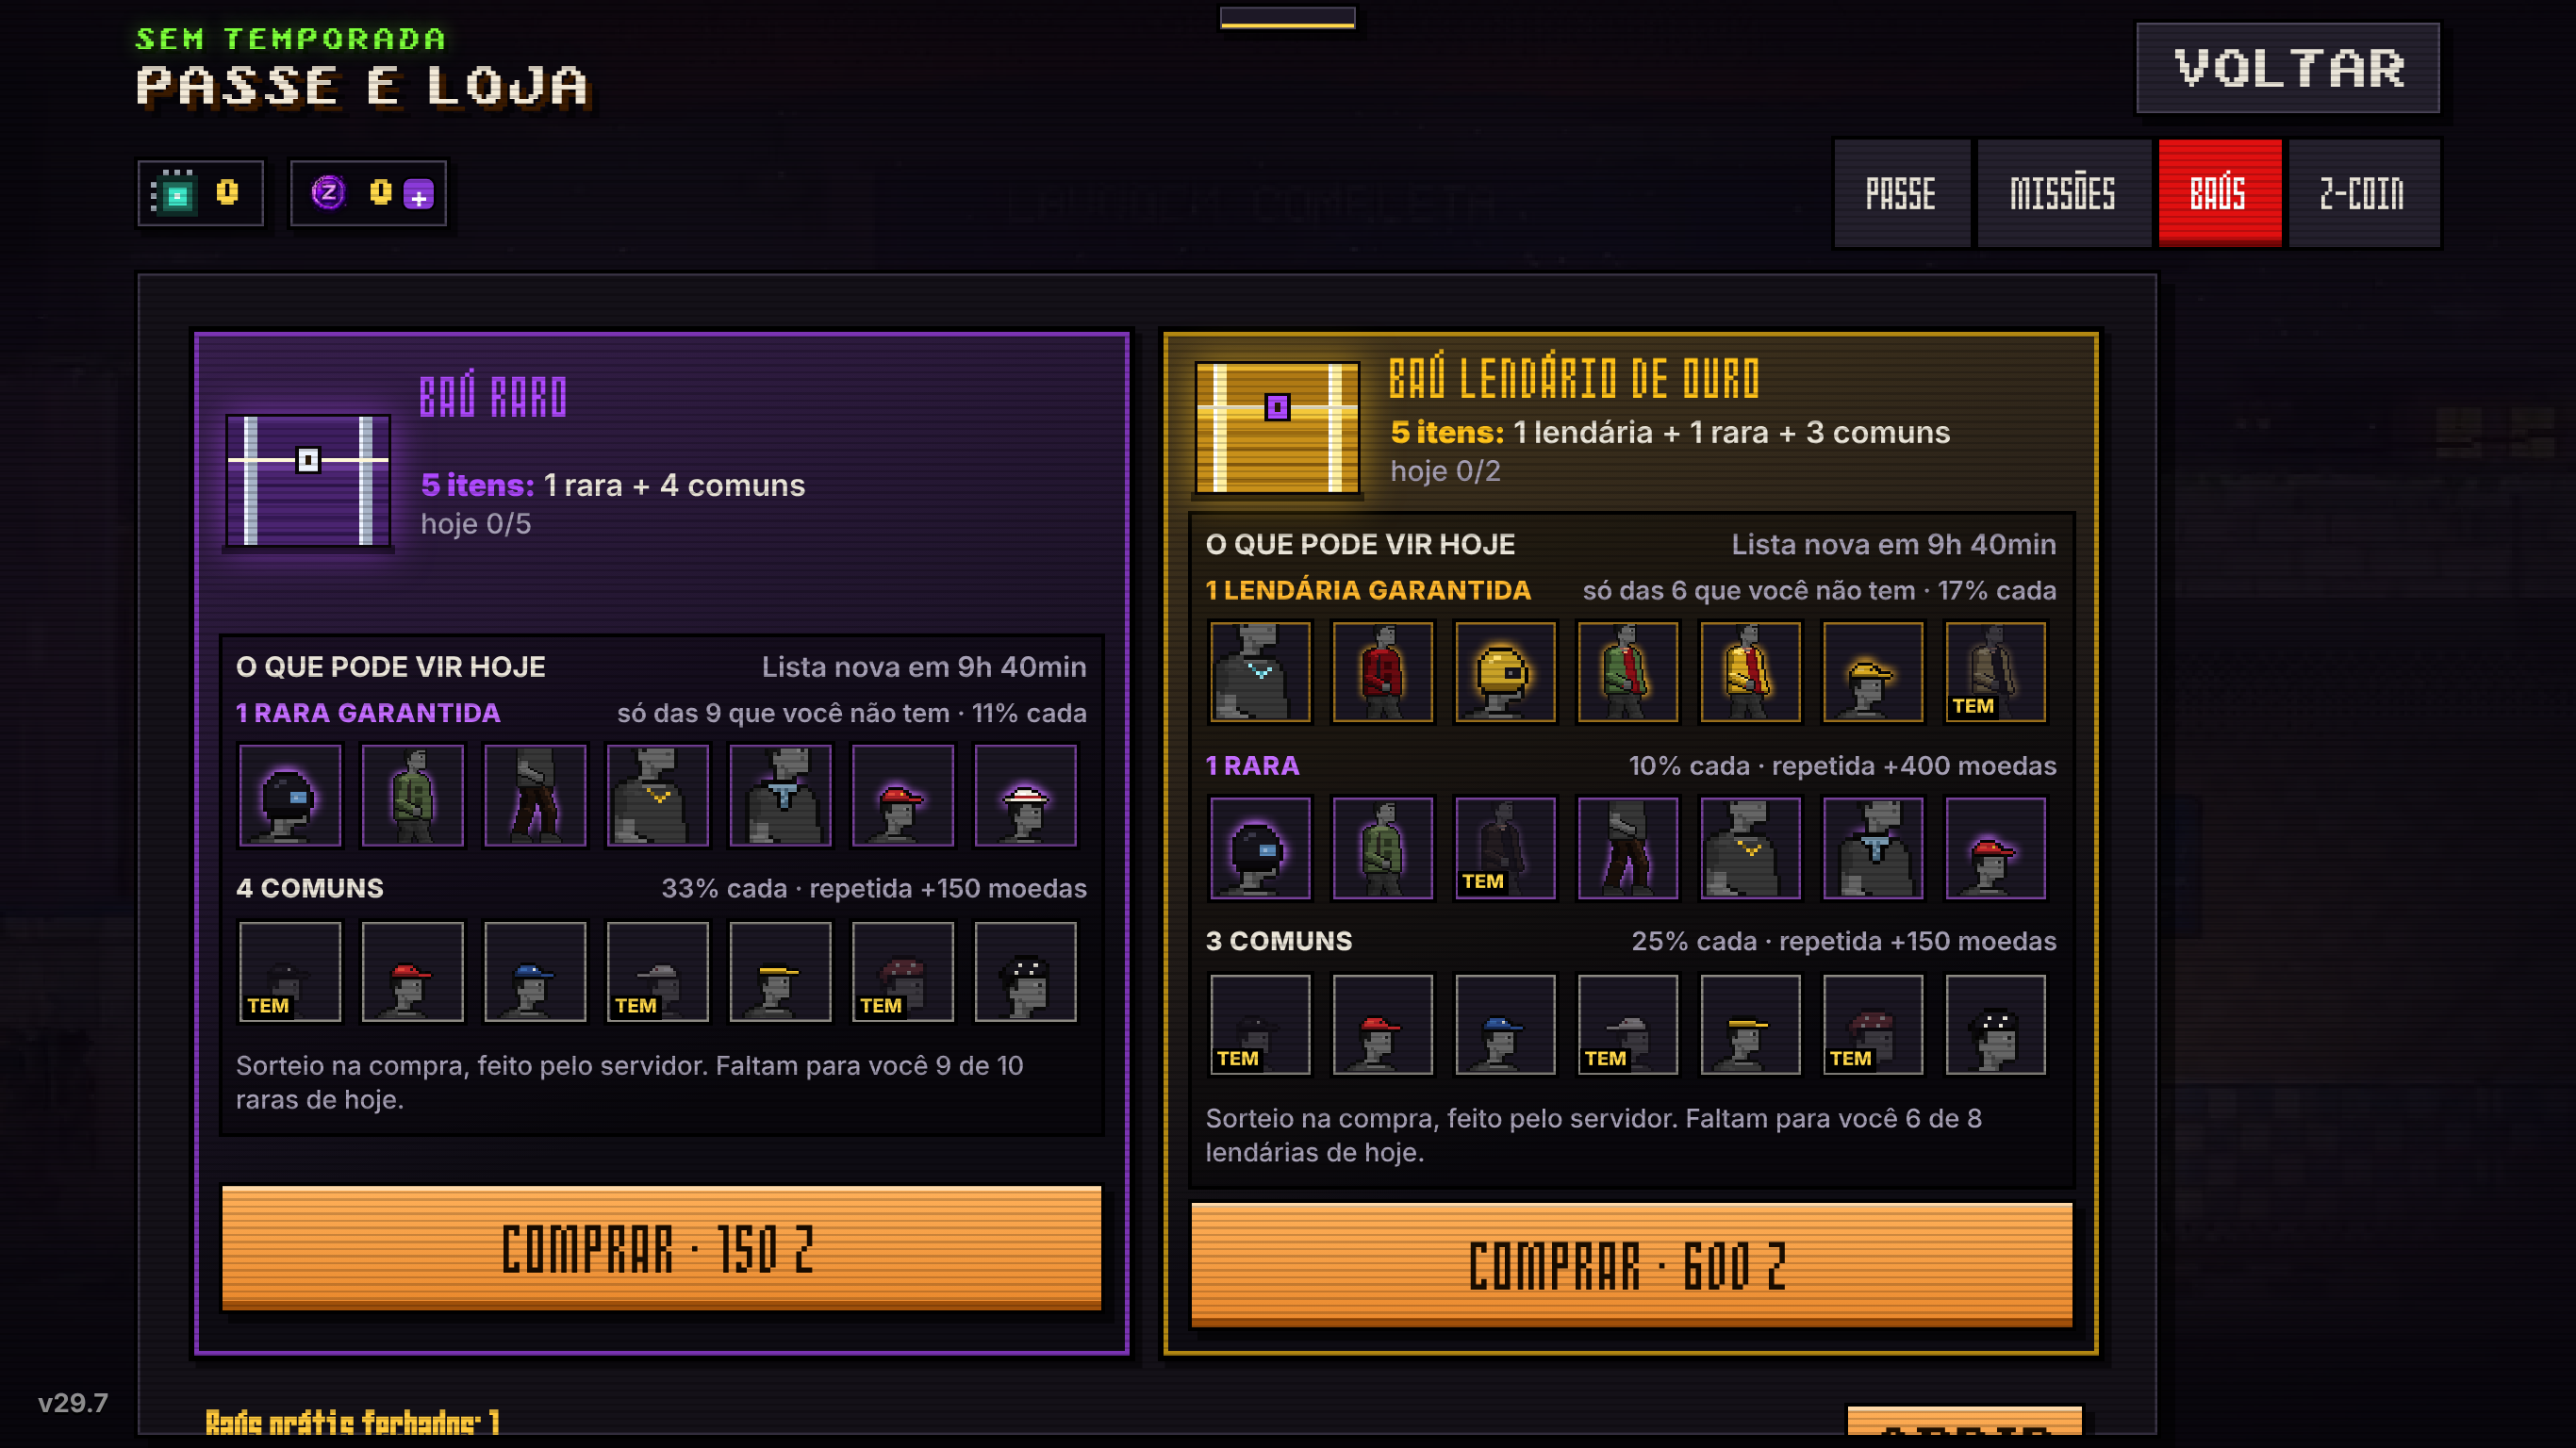 SEM TEMPORADA
PASSE E LOJA
VOLTAR
0
0 +
PASSE
MISSÕES
BAÚS
Z-COIN
BAÚ RARO
5 itens: 1 rara + 4 comuns
hoje 0/5
O QUE PODE VIR HOJE
Lista nova em 9h 40min
1 RARA GARANTIDA
só das 9 que você não tem · 11% cada
4 COMUNS
33% cada · repetida +150 moedas
TEM
TEM
TEM
Sorteio na compra, feito pelo servidor. Faltam para você 9 de 10
raras de hoje.
COMPRAR · 150 Z
BAÚ LENDÁRIO DE OURO
5 itens: 1 lendária + 1 rara + 3 comuns
hoje 0/2
O QUE PODE VIR HOJE
Lista nova em 9h 40min
1 LENDÁRIA GARANTIDA
só das 6 que você não tem · 17% cada
TEM
1 RARA
10% cada · repetida +400 moedas
TEM
3 COMUNS
25% cada · repetida +150 moedas
TEM
TEM
TEM
Sorteio na compra, feito pelo servidor. Faltam para você 6 de 8
lendárias de hoje.
COMPRAR · 600 Z
v29.7
Baús grátis fechados: 1